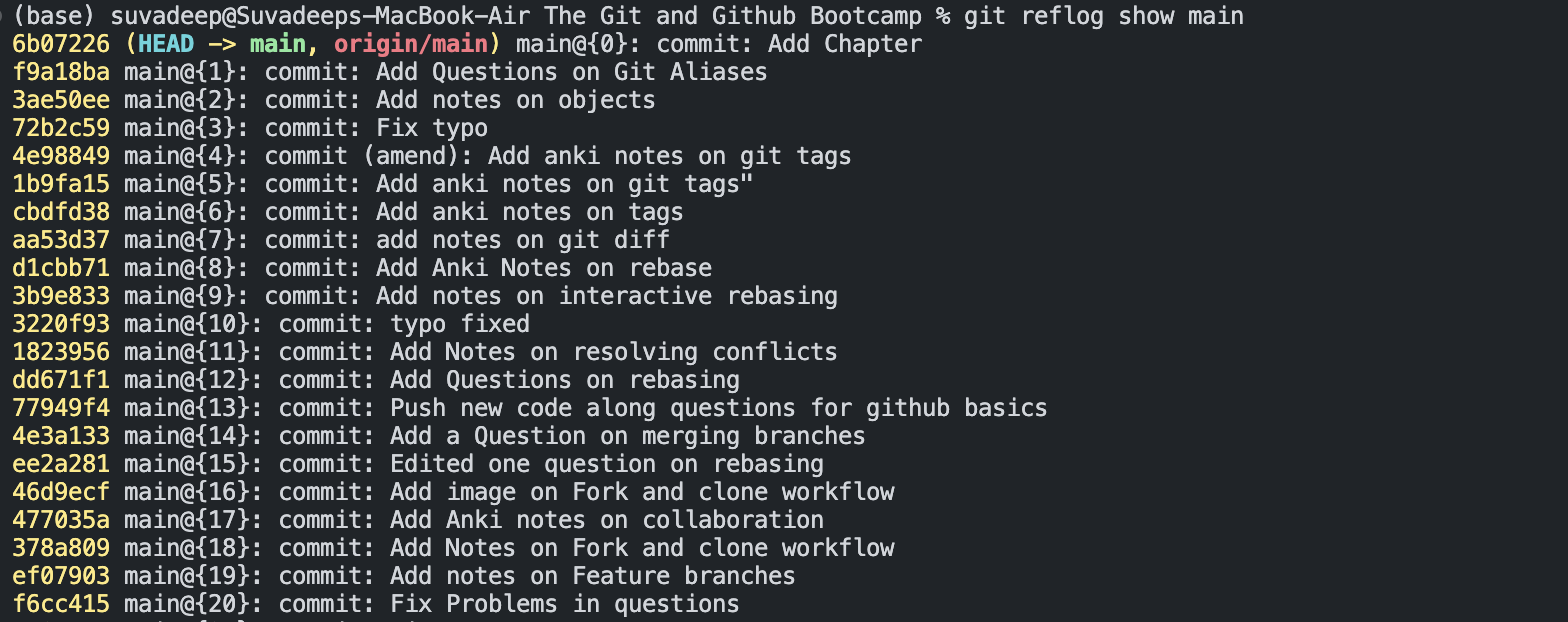 (base) suvadeep@Suvadeeps-MacBook-Air The Git and Github Bootcamp % git reflog show main
6b07226 (HEAD -> main, origin/main) main@{0}: commit: Add Chapter
f9a18ba main@{1}: commit: Add Questions on Git Aliases
3ae50ee main@{2}: commit: Add notes on objects
72b2c59 main@{3}: commit: Fix typo
4e98849 main@{4}: commit (amend): Add anki notes on git tags
1b9fa15 main@{5}: commit: Add anki notes on git tags"
cbdfd38 main@{6}: commit: Add anki notes on tags
aa53d37 main@{7}: commit: add notes on git diff
d1cbb71 main@{8}: commit: Add Anki Notes on rebase
3b9e833 main@{9}: commit: Add notes on interactive rebasing
3220f93 main@{10}: commit: typo fixed
1823956 main@{11}: commit: Add Notes on resolving conflicts
dd671f1 main@{12}: commit: Add Questions on rebasing
77949f4 main@{13}: commit: Push new code along questions for github basics
4e3a133 main@{14}: commit: Add a Question on merging branches
ee2a281 main@{15}: commit: Edited one question on rebasing
46d9ecf main@{16}: commit: Add image on Fork and clone workflow
477035a main@{17}: commit: Add Anki notes on collaboration
378a809 main@{18}: commit: Add Notes on Fork and clone workflow
ef07903 main@{19}: commit: Add notes on Feature branches
f6cc415 main@{20}: commit: Fix Problems in questions